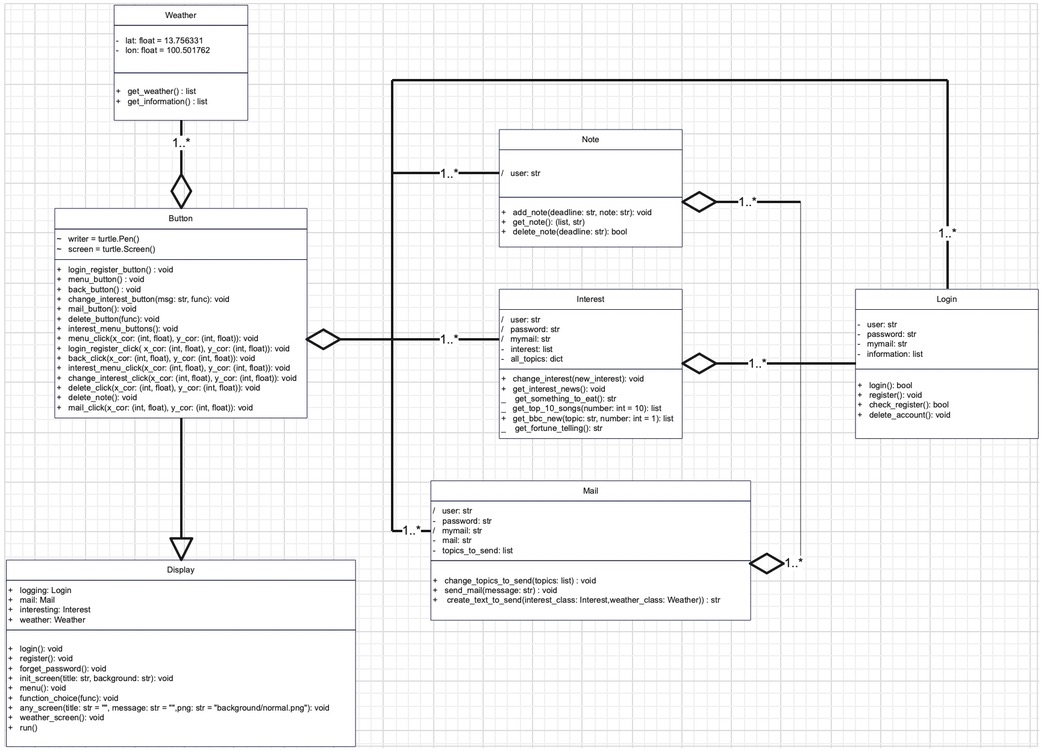 Weather
- lat: float = 13.756331
- lon: float = 100.501762
+ get_weather() : list
+ get_information() : list
1..*
Button
~ writer = turtle.Pen()
~ screen = turtle.Screen()
+ login_register_button() : void
+ menu_button() : void
+ back_button() : void
+ change_interest_button(msg: str, func): void
+ mail_button(): void
+ delete_button(func): void
+ interest_menu_buttons(): void
+ menu_click(x_cor: (int, float), y_cor: (int, float)): void
+ login_register_click( x_cor: (int, float), y_cor: (int, float)): void
+ back_click(x_cor: (int, float), y_cor: (int, float)): void
+ interest_menu_click(x_cor: (int, float), y_cor: (int, float)): void
+ change_interest_click(x_cor: (int, float), y_cor: (int, float)): void
+ delete_click(x_cor: (int, float), y_cor: (int, float)): void
+ delete_note(): void
+ mail_click(x_cor: (int, float), y_cor: (int, float)): void
Display
+ logging: Login
+ mail: Mail
+ interesting: Interest
+ weather: Weather
+ login(): void
+ register(): void
+ forget_password(): void
+ init_screen(title: str, background: str): void
+ menu(): void
+ function_choice(func): void
+ any_screen(title: str = "", message: str = "",png: str = "background/normal.png"): void
+ weather_screen(): void
+ run()
1..*
Note
/ user: str
+ add_note(deadline: str, note: str): void
+ get_note(): (list, str)
+ delete_note(deadline: str): bool
1..*
1..*
Interest
/ user: str
/ password: str
/ mymail: str
- interest: list
- all_topics: dict
+ change_interest(new_interest): void
+ get_interest_news(): void
_ get_something_to_eat(): str
_ get_top_10_songs(number: int = 10): list
+ get_bbc_new(topic: str, number: int = 1): list
_ get_fortune_telling(): str
1..*
1..*
Mail
/ user: str
- password: str
/ mymail: str
- mail: str
- topics_to_send: list
+ change_topics_to_send(topics: list) : void
+ send_mail(message: str) : void
+ create_text_to_send(interest_class: Interest,weather_class: Weather)) : str
1..*
1..*
Login
- user: str
- password: str
- mymail: str
- information: list
+ login(): bool
+ register(): void
+ check_register(): bool
+ delete_account(): void